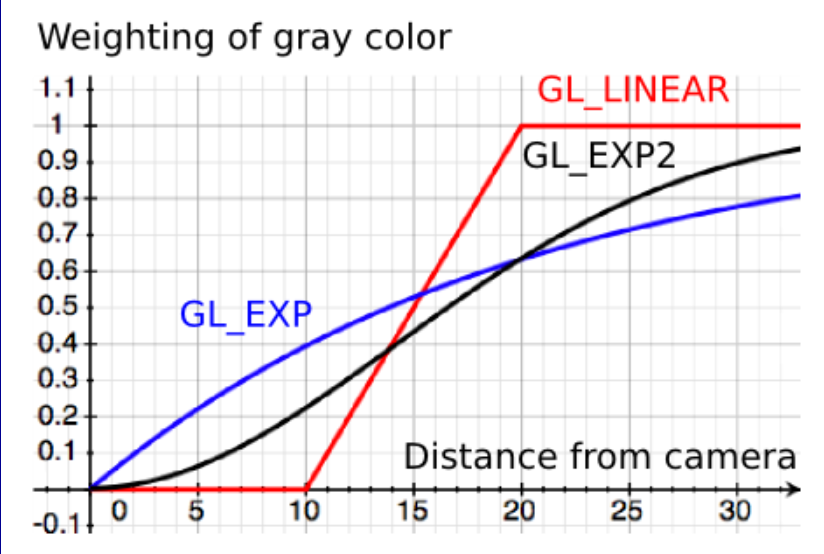 Weighting of gray color
1.1
GL_LINEAR
1
0.9
GL_EXP2
0.8
0.7
0.6
0.5
GL_EXP
0.4
0.3
0.2
0.1
Distance from camera
0 5 10 15 20 25 30
-0.1